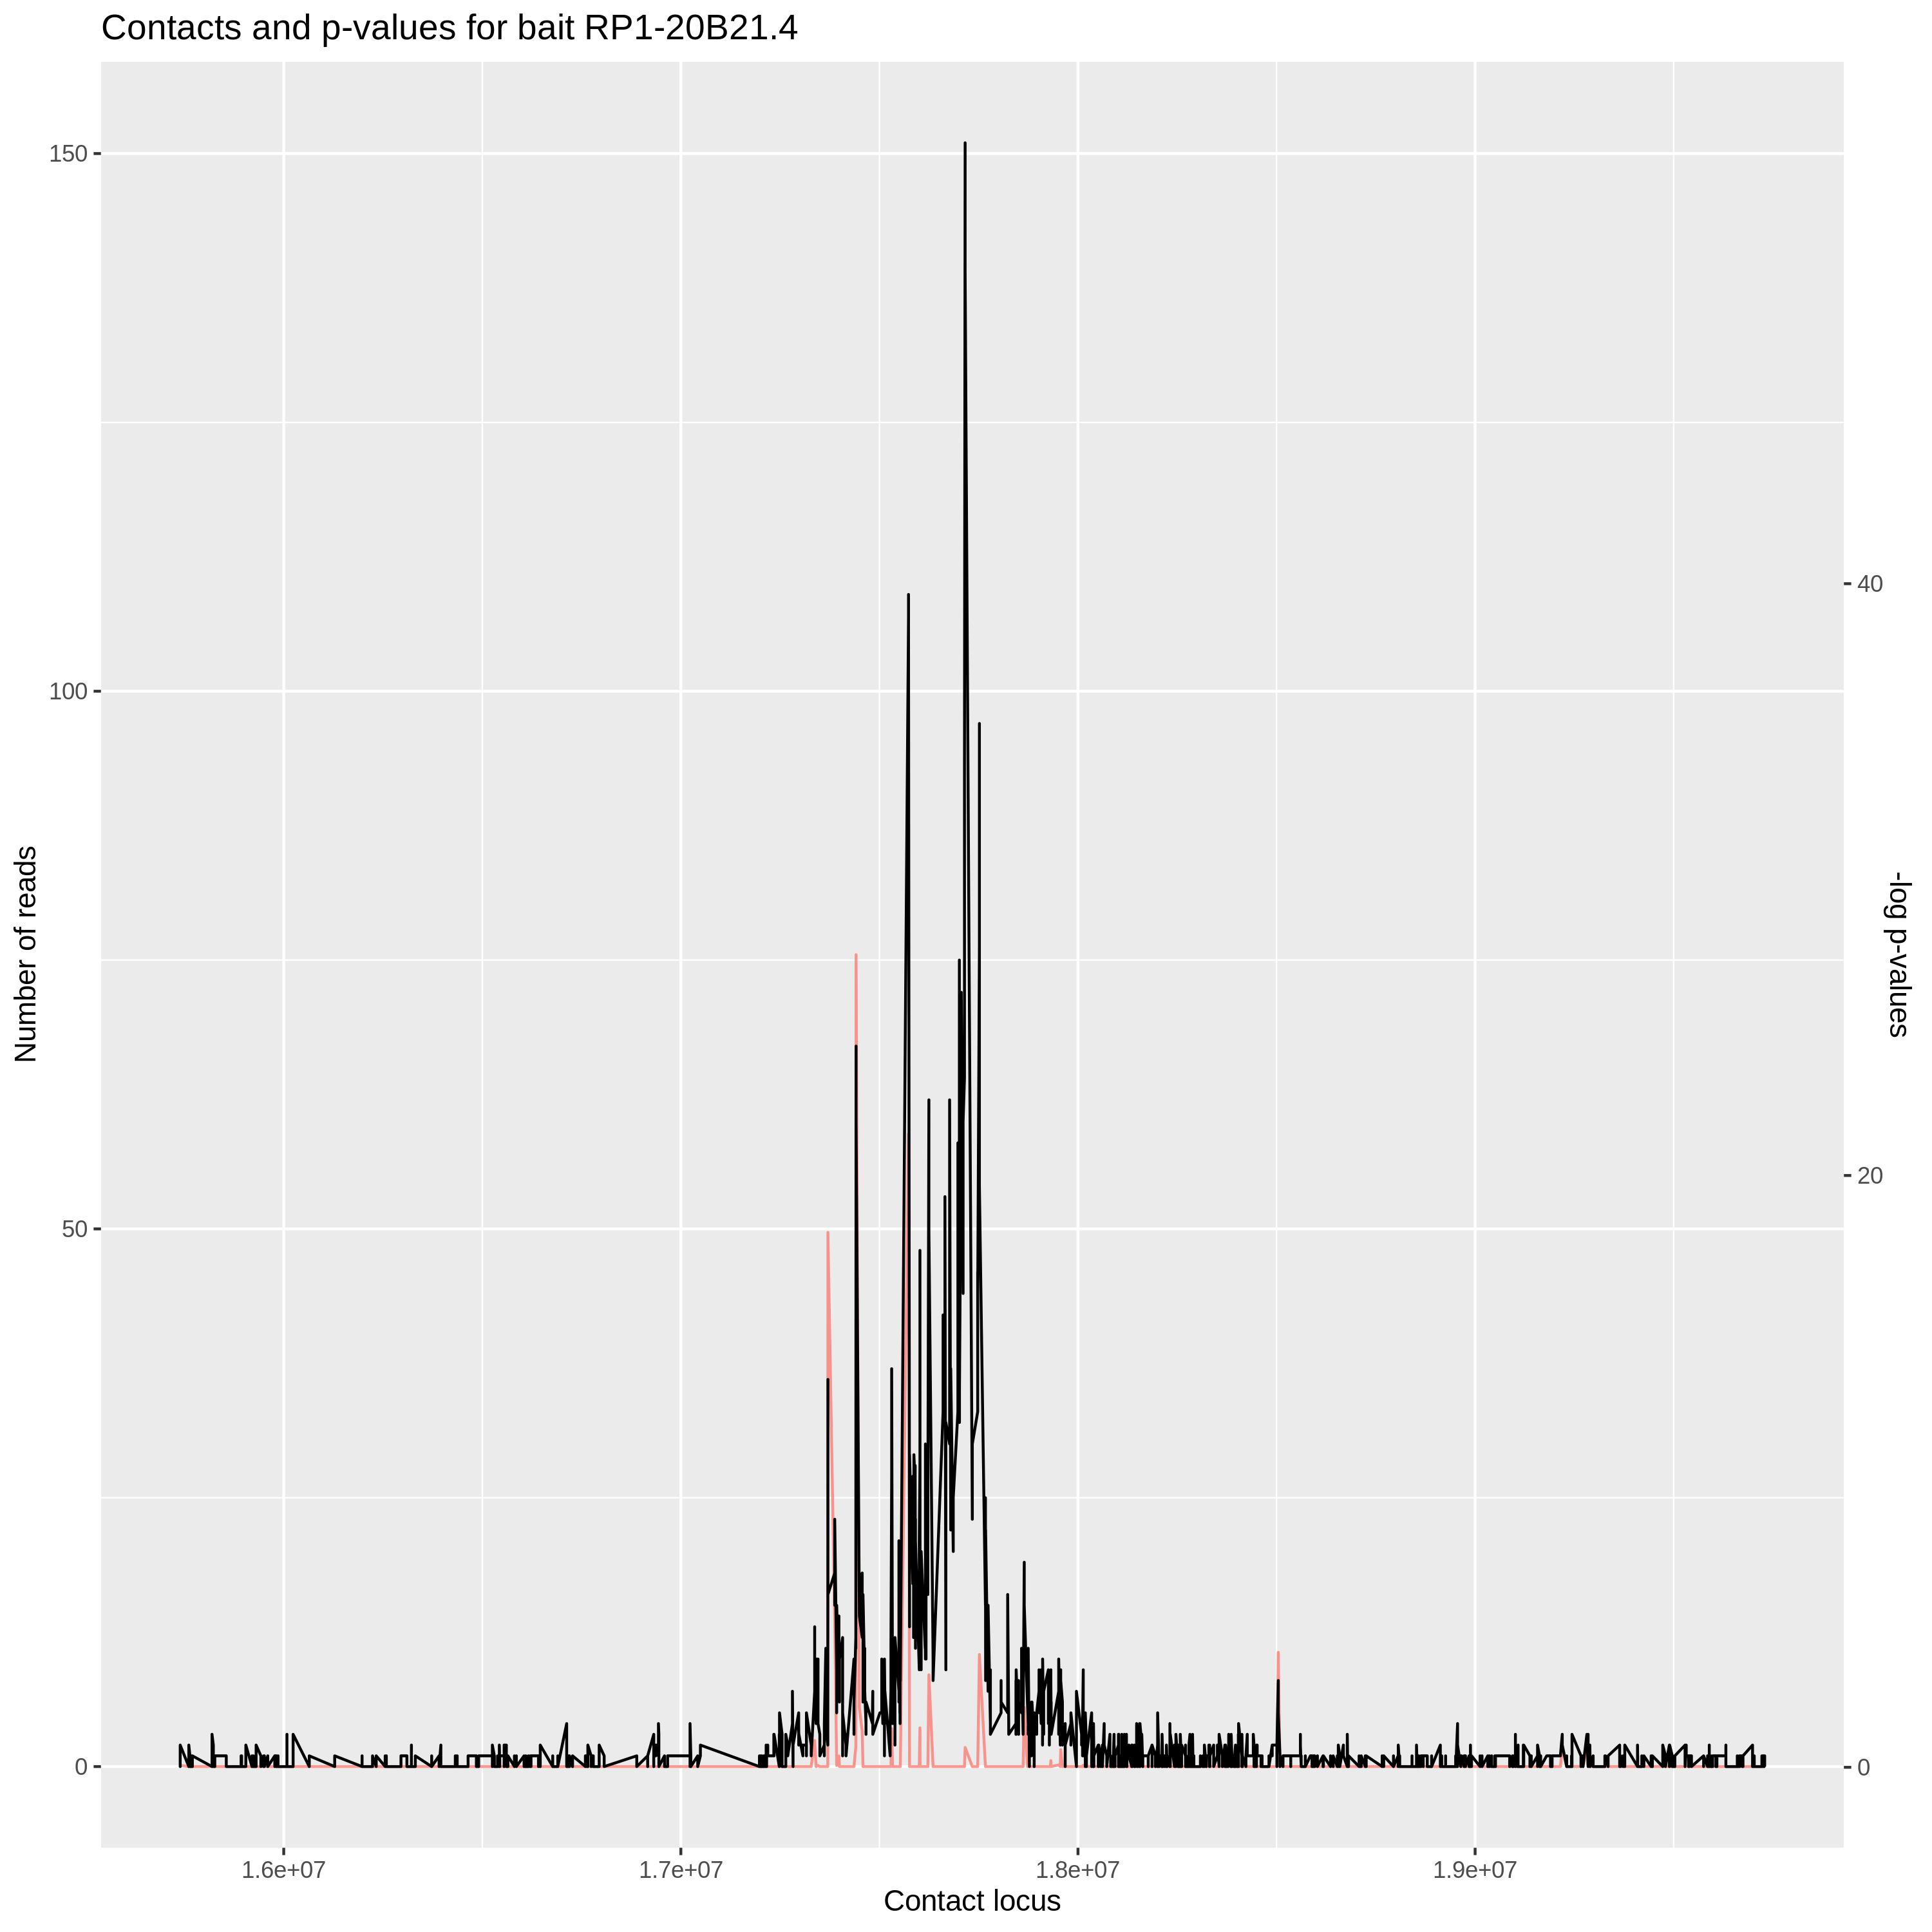 Contacts and p-values for bait RP1-20B21.4
150
100
50
0
Number of reads
40
20
0
-log p-values
1.6e+07
1.7e+07
1.8e+07
1.9e+07
Contact locus